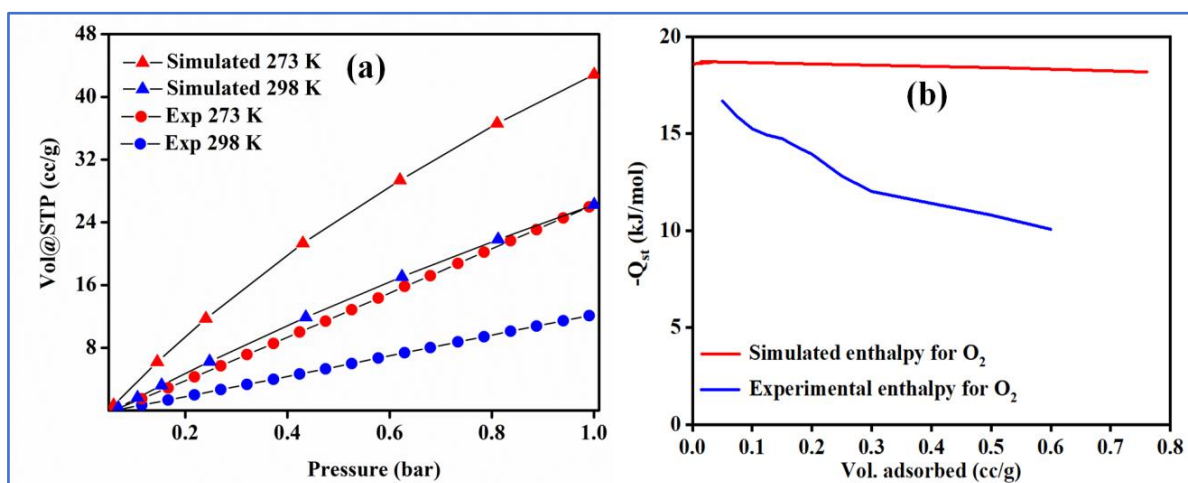 48
40
32
24
16
8
Vol@STP (cc/g)
Simulated 273 K
Simulated 298 K
Exp 273 K
Exp 298 K
(a)
0.2 0.4 0.6 0.8 1.0
Pressure (bar)
20
15
10
5
0
-Qst (kJ/mol)
(b)
Simulated enthalpy for O2
Experimental enthalpy for O2
0.0 0.1 0.2 0.3 0.4 0.5 0.6 0.7 0.8
Vol. adsorbed (cc/g)